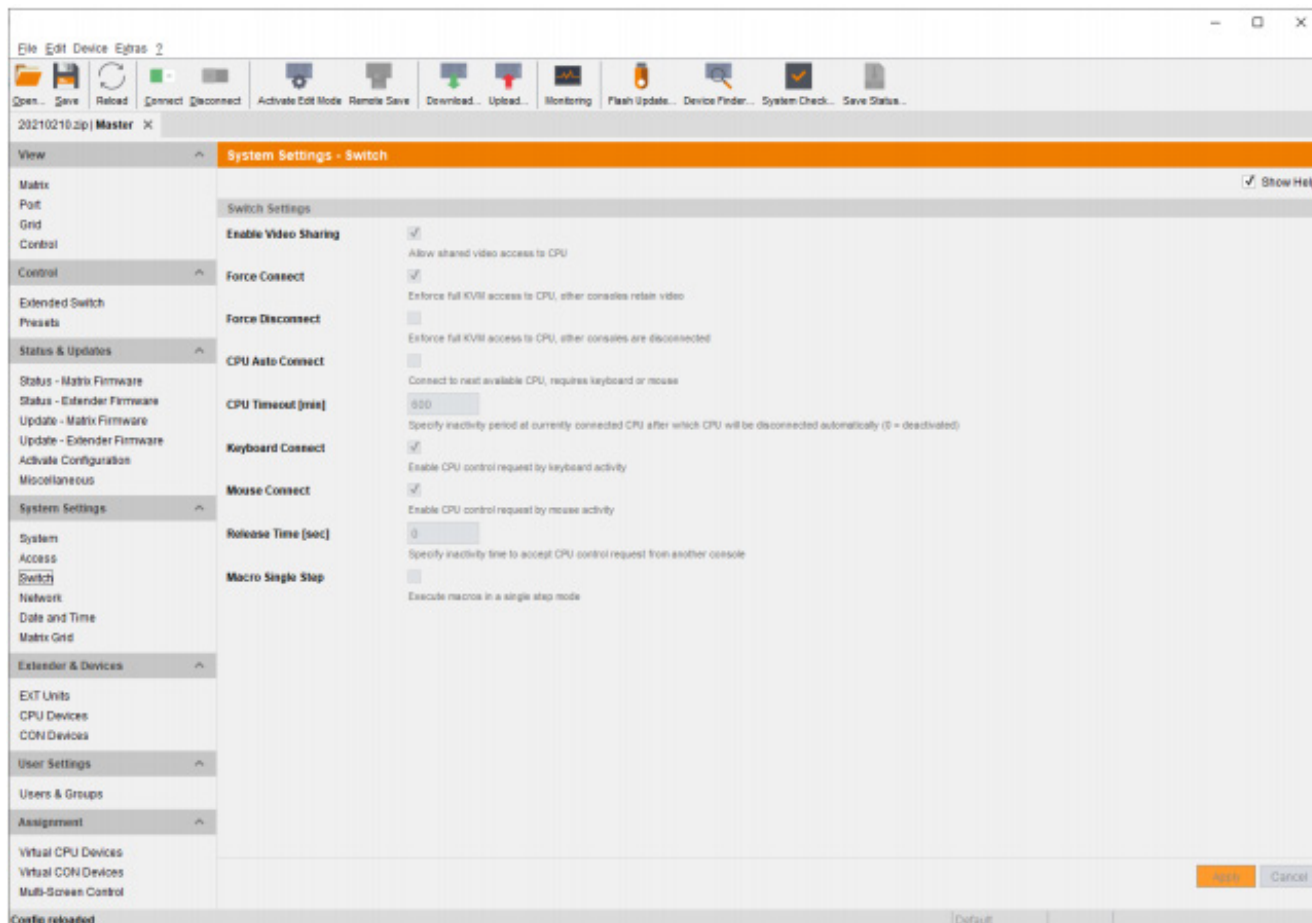 File Edit Device Extras ?
Open... Save Reload Connect Disconnect Activate Edit Mode Remote Save Download... Upload... Monitoring Flash Update... Device Finder... System Check... Save Status...
20210210.zip | Master
View
Matrix
Port
Grid
Control
Control
Extended Switch
Presets
Status & Updates
Status - Matrix Firmware
Status - Extender Firmware
Update - Matrix Firmware
Update - Extender Firmware
Activate Configuration
Miscellaneous
System Settings
System
Access
Switch
Network
Date and Time
Matrix Grid
Extender & Devices
EXT Units
CPU Devices
CON Devices
User Settings
Users & Groups
Assignment
Virtual CPU Devices
Virtual CON Devices
Multi-Screen Control
System Settings - Switch
Show Hel
Switch Settings
Enable Video Sharing
Allow shared video access to CPU
Force Connect
Enforce full KVM access to CPU, other consoles retain video
Force Disconnect
Enforce full KVM access to CPU, other consoles are disconnected
CPU Auto Connect
Connect to next available CPU, requires keyboard or mouse
CPU Timeout [min] 600
Specify inactivity period at currently connected CPU after which CPU will be disconnected automatically (0 = deactivated)
Keyboard Connect
Enable CPU control request by keyboard activity
Mouse Connect
Enable CPU control request by mouse activity
Release Time [sec] 0
Specify inactivity time to accept CPU control request from another console
Macro Single Step
Execute macros in a single step mode
Apply Cancel
Config reloaded Default